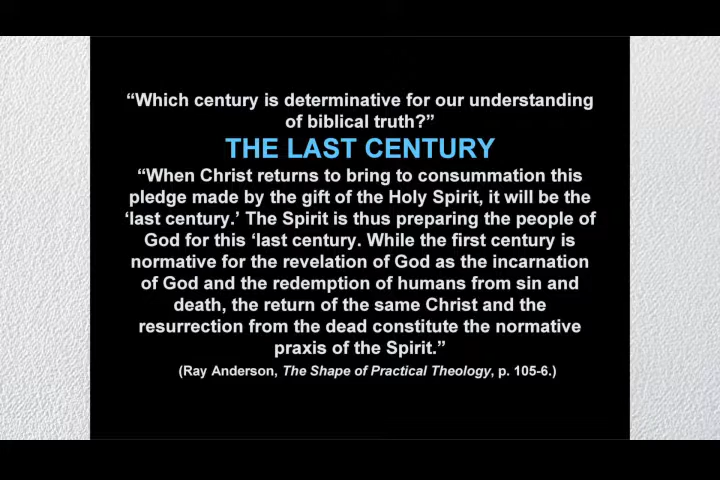 “Which century is determinative for our understanding
of biblical truth?”
THE LAST CENTURY
“When Christ returns to bring to consummation this
pledge made by the gift of the Holy Spirit, it will be the
‘last century.’ The Spirit is thus preparing the people of
God for this ‘last century. While the first century is
normative for the revelation of God as the incarnation
of God and the redemption of humans from sin and
death, the return of the same Christ and the
resurrection from the dead constitute the normative
praxis of the Spirit.”
(Ray Anderson, The Shape of Practical Theology, p. 105-6.)